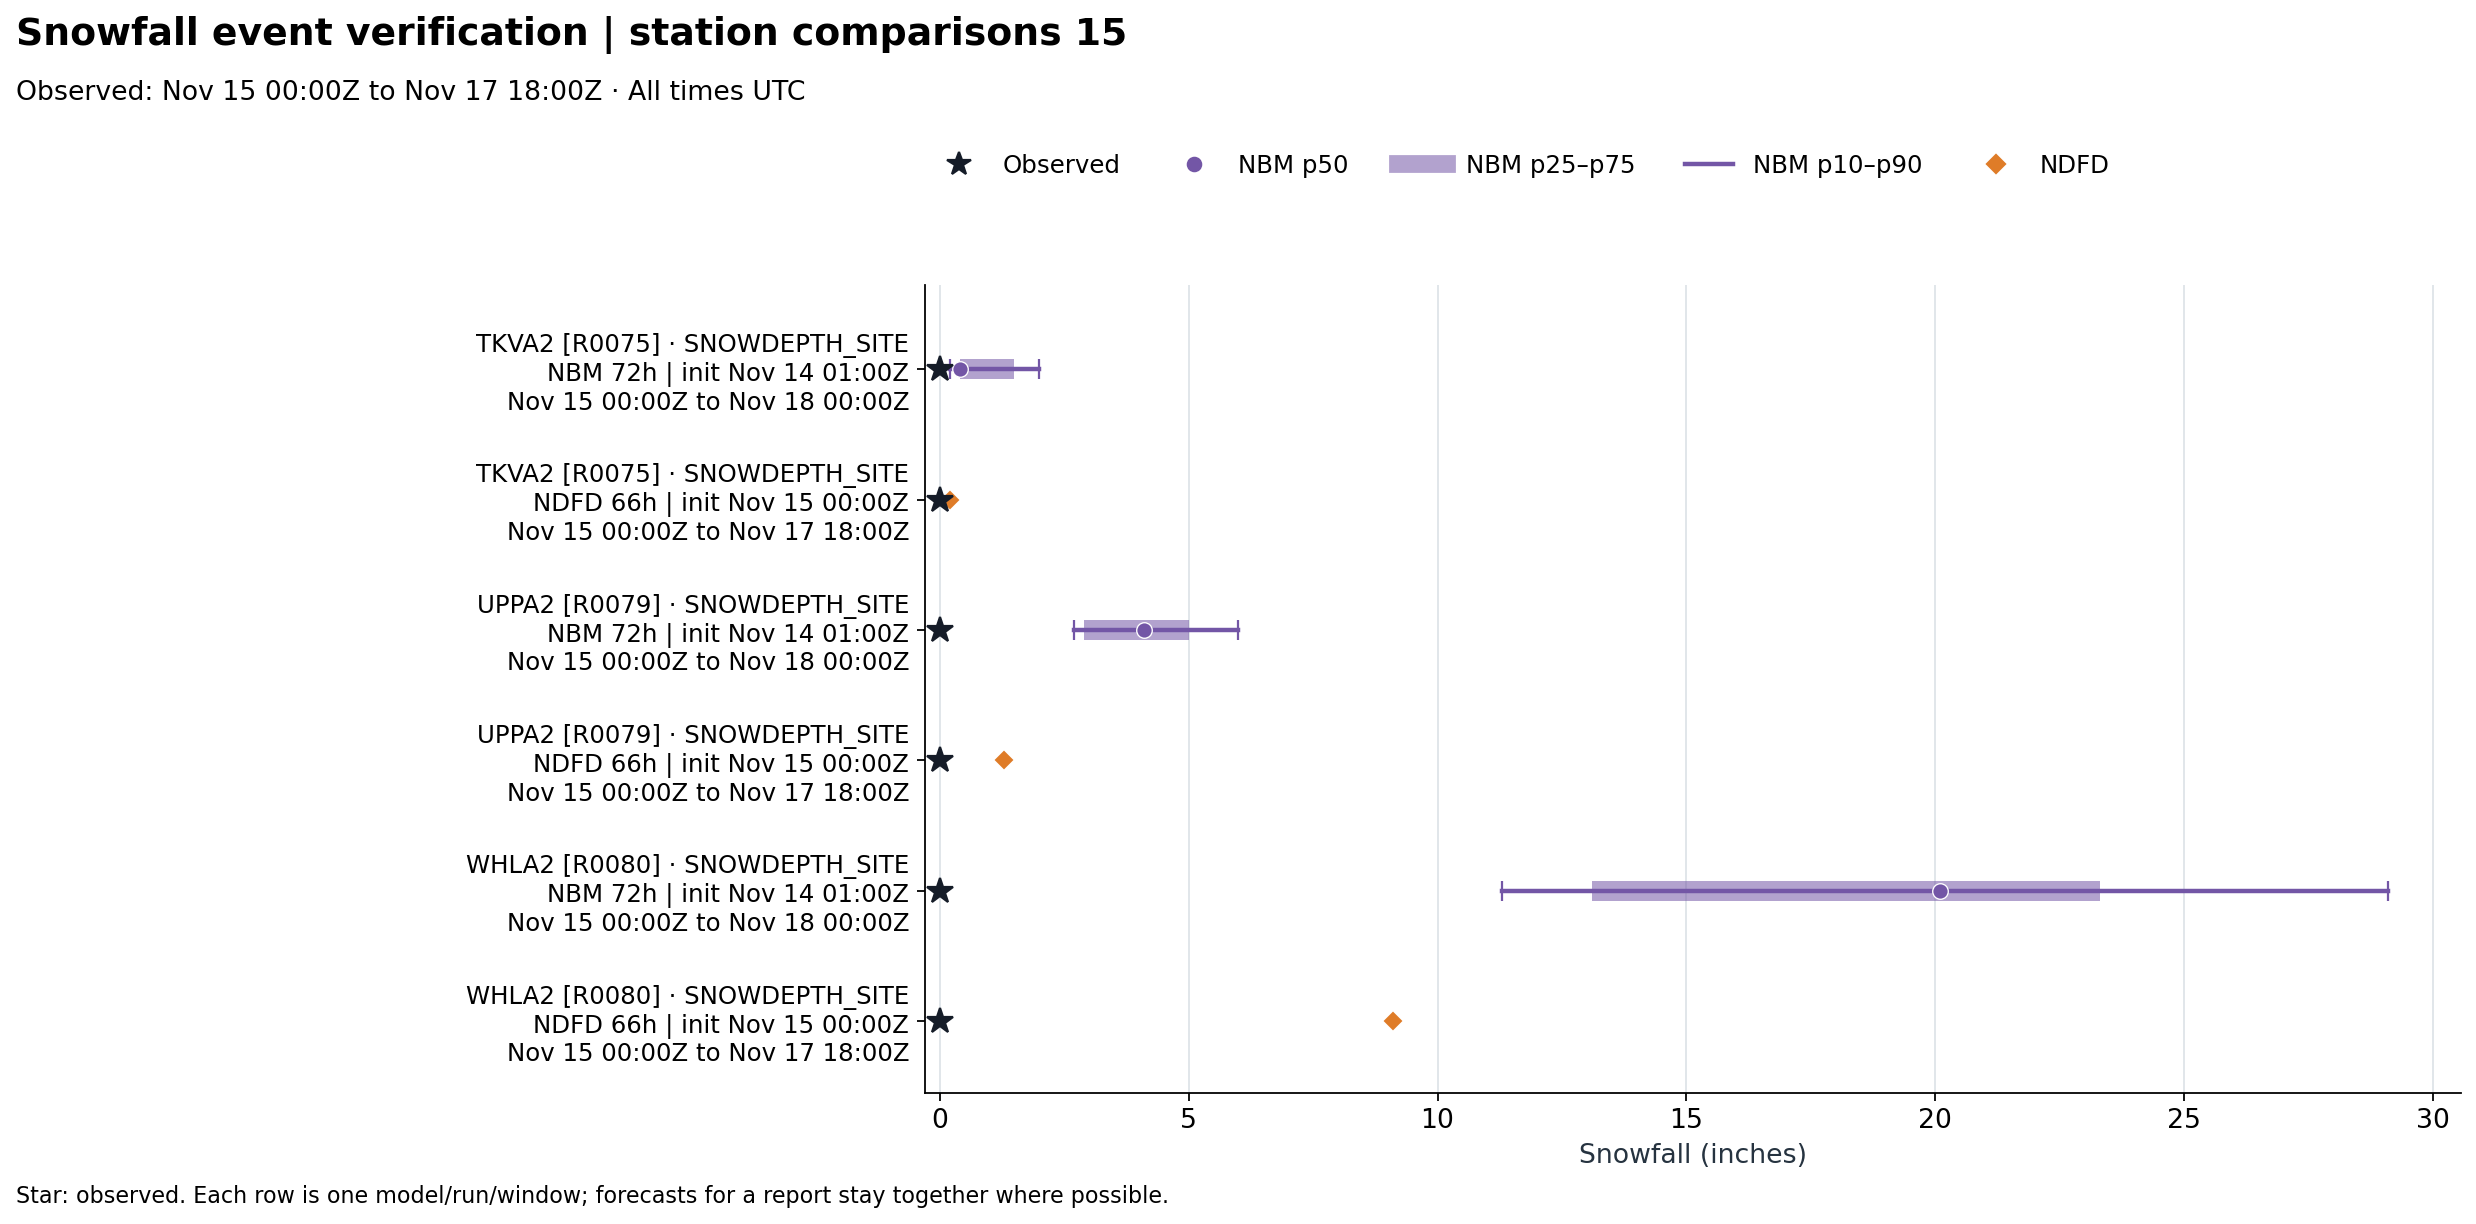 Snowfall event verification | station comparisons 15
Observed: Nov 15 00:00Z to Nov 17 18:00Z · All times UTC
Observed
NBM p50
NBM p25–p75
NBM p10–p90
NDFD
TKVA2 [R0075] · SNOWDEPTH_SITE
NBM 72h | init Nov 14 01:00Z
Nov 15 00:00Z to Nov 18 00:00Z
TKVA2 [R0075] · SNOWDEPTH_SITE
NDFD 66h | init Nov 15 00:00Z
Nov 15 00:00Z to Nov 17 18:00Z
UPPA2 [R0079] · SNOWDEPTH_SITE
NBM 72h | init Nov 14 01:00Z
Nov 15 00:00Z to Nov 18 00:00Z
UPPA2 [R0079] · SNOWDEPTH_SITE
NDFD 66h | init Nov 15 00:00Z
Nov 15 00:00Z to Nov 17 18:00Z
WHLA2 [R0080] · SNOWDEPTH_SITE
NBM 72h | init Nov 14 01:00Z
Nov 15 00:00Z to Nov 18 00:00Z
WHLA2 [R0080] · SNOWDEPTH_SITE
NDFD 66h | init Nov 15 00:00Z
Nov 15 00:00Z to Nov 17 18:00Z
0 5 10 15 20 25 30
Snowfall (inches)
Star: observed. Each row is one model/run/window; forecasts for a report stay together where possible.